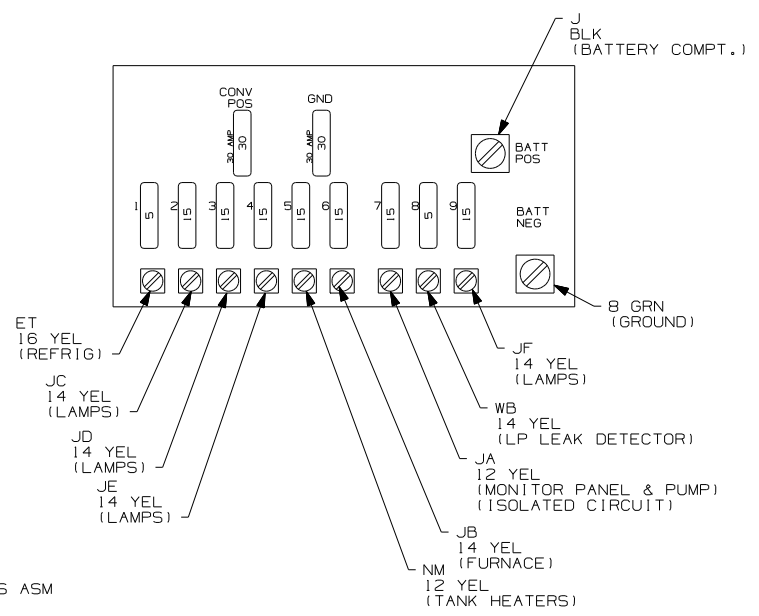 J
BLK
(BATTERY COMPT.)
CONV
POS
GND
30 AMP
30
30 AMP
30
BATT
POS
1
5
2
15
3
15
4
15
5
15
6
15
7
15
8
5
9
15
BATT
NEG
8 GRN
(GROUND)
ET
16 YEL
(REFRIG)
JF
14 YEL
(LAMPS)
JC
14 YEL
(LAMPS)
WB
14 YEL
(LP LEAK DETECTOR)
JD
14 YEL
(LAMPS)
JA
12 YEL
(MONITOR PANEL & PUMP)
(ISOLATED CIRCUIT)
JE
14 YEL
(LAMPS)
JB
14 YEL
(FURNACE)
NM
12 YEL
(TANK HEATERS)
S ASM